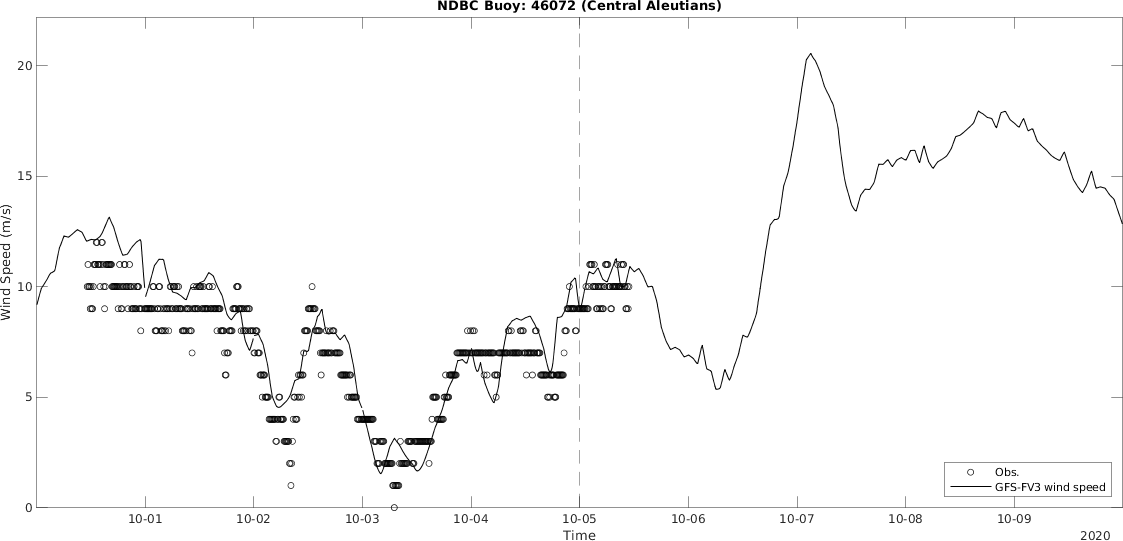 NDBC Buoy: 46072 (Central Aleutians)
20
15
10
5
0
Wind Speed (m/s)
10-01 10-02 10-03 10-04 10-05 10-06 10-07 10-08 10-09
Time
2020
Obs.
GFS-FV3 wind speed